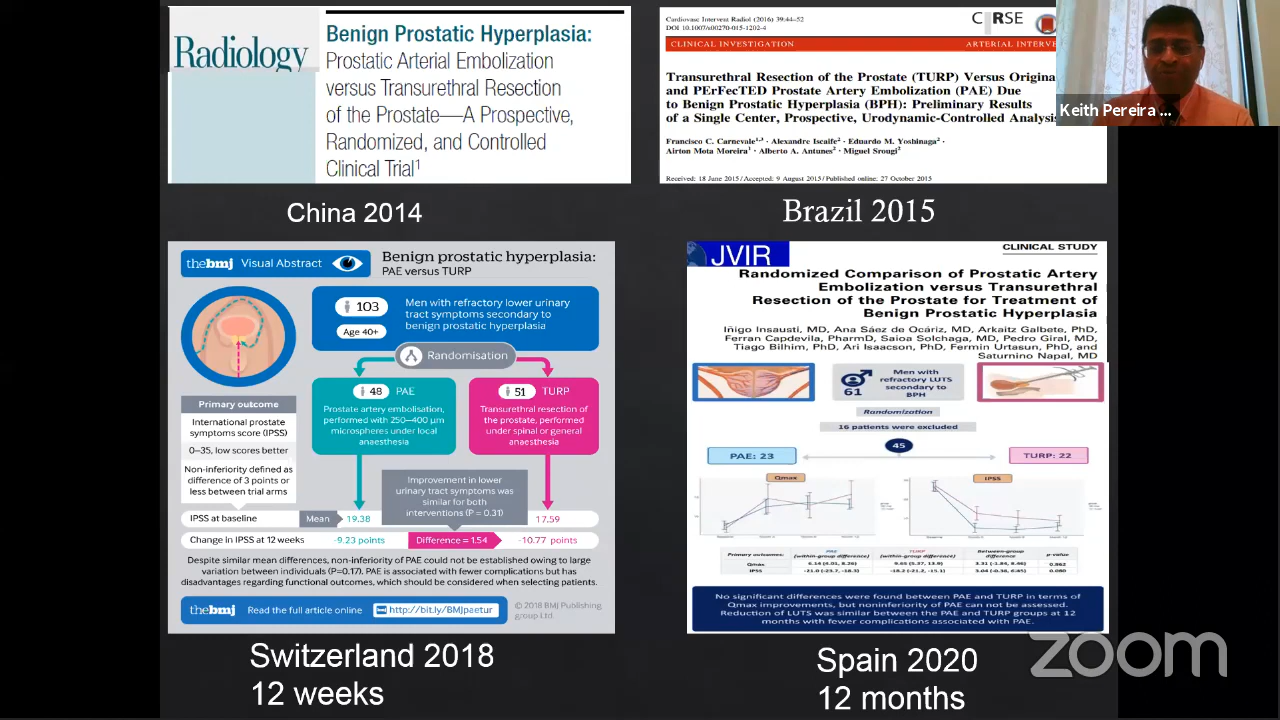 Radiology
Benign Prostatic Hyperplasia:
Prostatic Arterial Embolization
versus Transurethral Resection
of the Prostate—A Prospective,
Randomized, and Controlled
Clinical Trial¹
China 2014
Cardiovasc Intervent Radiol (2016) 39:44–52
DOI 10.1007/s00270-015-1202-4
CIRSE
CLINICAL INVESTIGATION
ARTERIAL INTERVE
Transurethral Resection of the Prostate (TURP) Versus Origina
and PErFecTED Prostate Artery Embolization (PAE) Due
to Benign Prostatic Hyperplasia (BPH): Preliminary Results
of a Single Center, Prospective, Urodynamic-Controlled Analysis
Francisco C. Carnevale1,3 · Alexandre Iscaife2 · Eduardo M. Yoshinaga2 ·
Airton Mota Moreira1 · Alberto A. Antunes2 · Miguel Srougi2
Received: 18 June 2015 / Accepted: 9 August 2015 / Published online: 27 October 2015
Brazil 2015
Keith Pereira ...
thebmj Visual Abstract
Benign prostatic hyperplasia:
PAE versus TURP
103
Age 40+
Men with refractory lower urinary
tract symptoms secondary to
benign prostatic hyperplasia
Randomisation
48 PAE
Prostate artery embolisation,
performed with 250–400 µm
microspheres under local
anaesthesia
51 TURP
Transurethral resection of
the prostate, performed
under spinal or general
anaesthesia
Primary outcome
International prostate
symptoms score (IPSS)
0–35, low scores better
Non-inferiority defined as
difference of 3 points or
less between trial arms
Improvement in lower
urinary tract symptoms was
similar for both
interventions (P = 0.31)
IPSS at baseline Mean 19.38 17.59
Change in IPSS at 12 weeks -9.23 points Difference = 1.54 -10.77 points
Despite similar mean differences, non-inferiority of PAE could not be established owing to large
variation between individuals (P=0.17). PAE is associated with fewer complications but has
disadvantages regarding functional outcomes, which should be considered when selecting patients.
thebmj Read the full article online http://bit.ly/BMJpaetur
© 2018 BMJ Publishing
group Ltd
Switzerland 2018
12 weeks
JVIR
CLINICAL STUDY
Randomized Comparison of Prostatic Artery
Embolization versus Transurethral
Resection of the Prostate for Treatment of
Benign Prostatic Hyperplasia
Iñigo Insausti, MD, Ana Sáez de Ocáriz, MD, Arkaitz Galbete, PhD,
Ferran Capdevila, PharmD, Saioa Solchaga, MD, Pedro Giral, MD,
Tiago Bilhim, PhD, Ari Isaacson, PhD, Fermin Urtasun, PhD, and
Saturnino Napal, MD
61
Men with
refractory LUTS
secondary to
BPH
Randomization
16 patients were excluded
45
PAE: 23
TURP: 22
Qmax
IPSS
Primary outcomes: PAE (within-group difference) TURP (within-group difference) Between-group difference p-value
Qmax
IPSS
No significant differences were found between PAE and TURP in terms of
Qmax improvements, but noninferiority of PAE can not be assessed.
Reduction of LUTS was similar between the PAE and TURP groups at 12
months with fewer complications associated with PAE.
Spain 2020
12 months
zoom